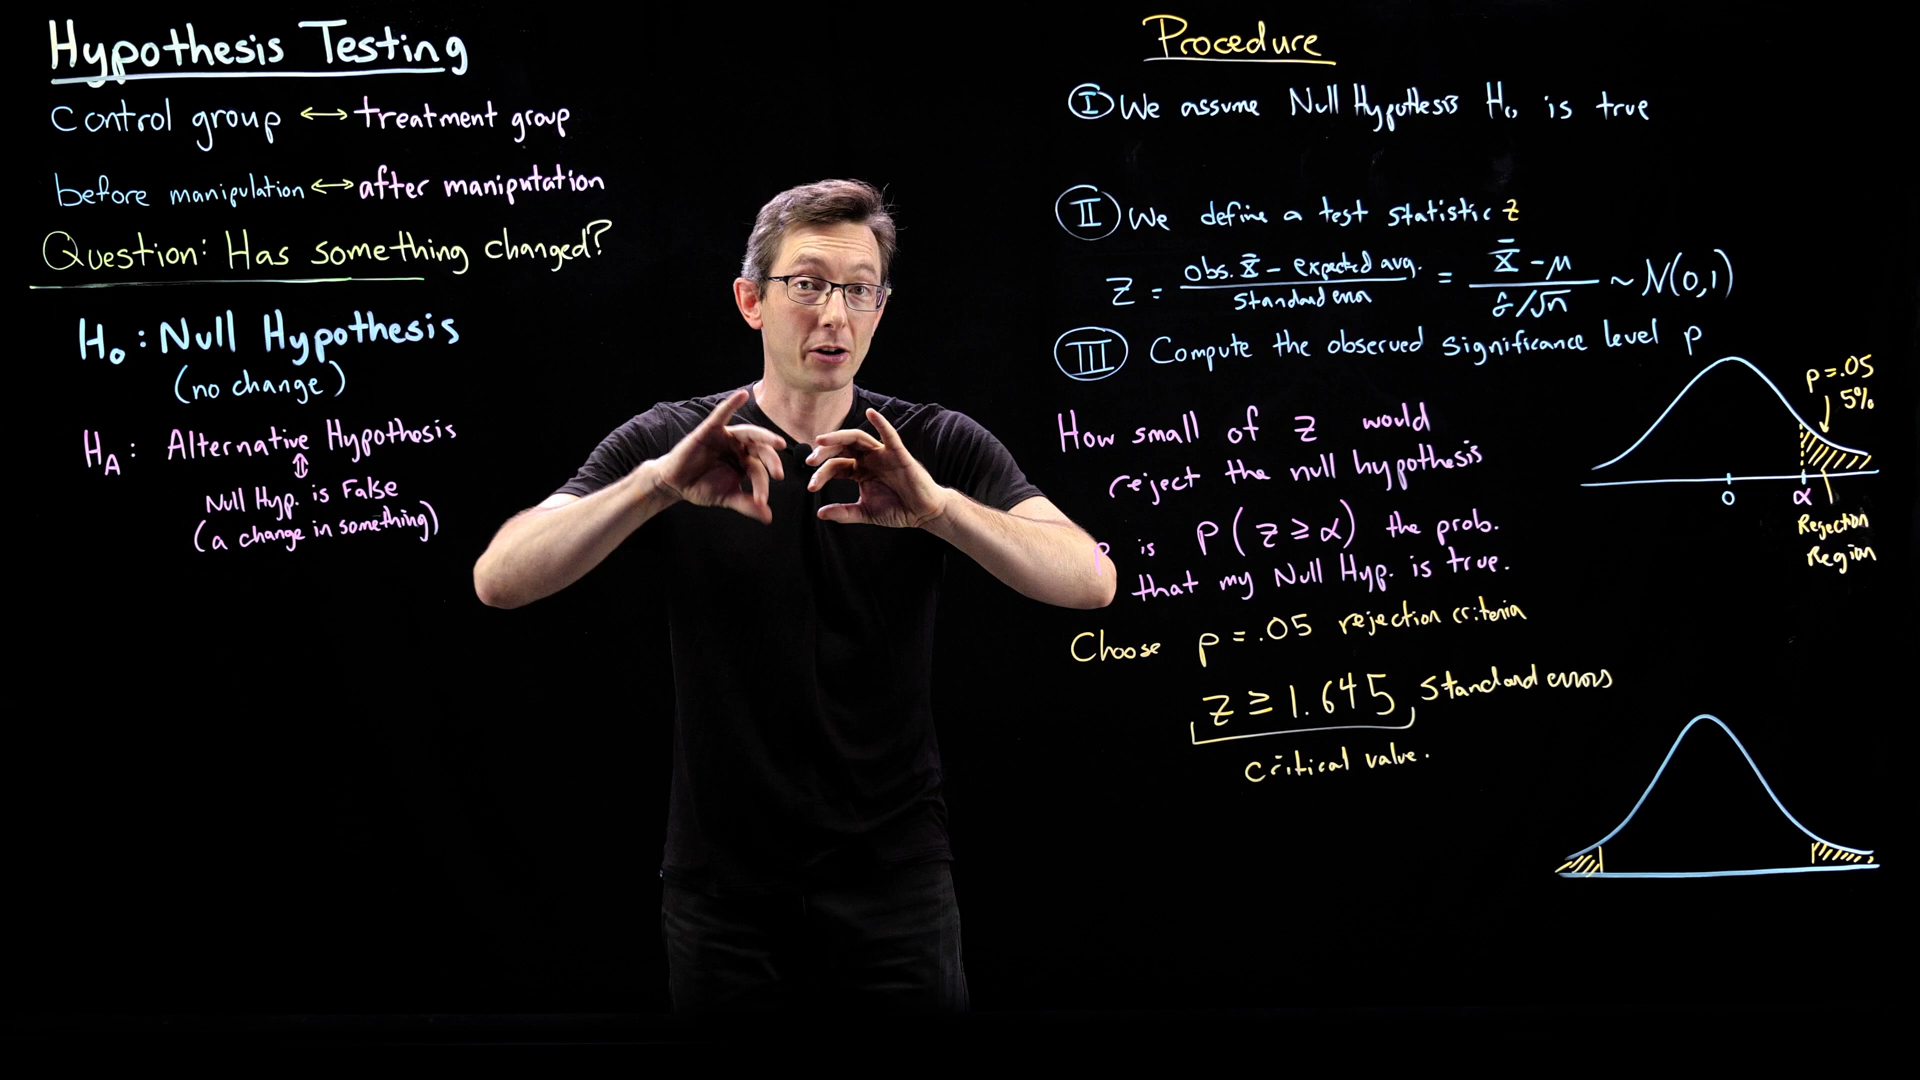 Hypothesis Testing
control group ↔ treatment group
before manipulation ↔ after manipulation
Question: Has something changed?
H₀: Null Hypothesis
(no change)
H_A: Alternative Hypothesis
⇕
Null Hyp. is False
(a change in something)
Procedure
I We assume Null Hypothesis H₀ is true
II We define a test statistic z
Z = (obs. x̄ - expected avg.) / (standard error) = (x̄ - μ) / (σ̂/√n) ~ N(0,1)
III Compute the observed significance level p
How small of z would
reject the null hypothesis
p is P(z ≥ α) the prob.
that my Null Hyp. is true.
Choose p = .05 rejection criteria
z ≥ 1.645 standard errors
critical value.
p = .05
5%
0 α
Rejection
Region